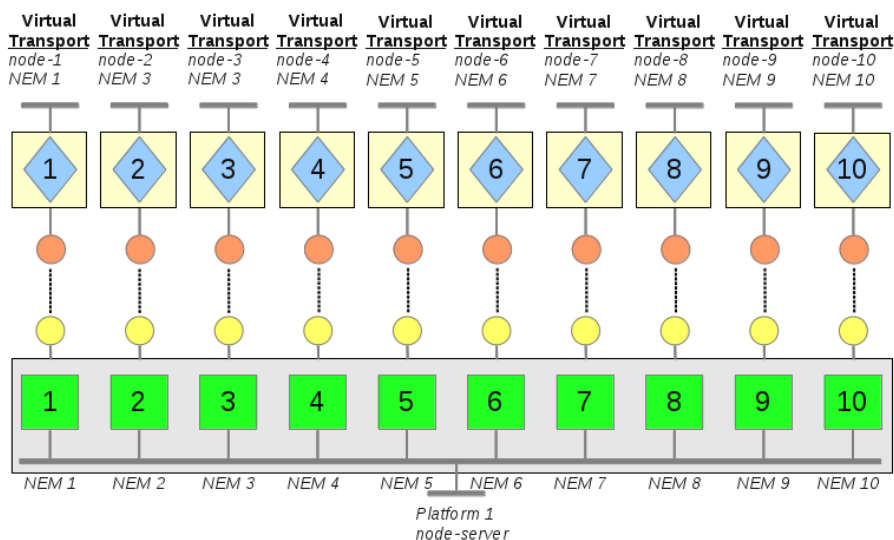 Virtual Virtual Virtual Virtual Virtual Virtual Virtual Virtual Virtual Virtual
Transport Transport Transport Transport Transport Transport Transport Transport Transport Transport
node-1 node-2 node-3 node-4 node-5 node-6 node-7 node-8 node-9 node-10
NEM 1 NEM 3 NEM 3 NEM 4 NEM 5 NEM 6 NEM 7 NEM 8 NEM 9 NEM 10
1 2 3 4 5 6 7 8 9 10
1 2 3 4 5 6 7 8 9 10
NEM 1 NEM 2 NEM 3 NEM 4 NEM 5 NEM 6 NEM 7 NEM 8 NEM 9 NEM 10
Platform 1
node-server